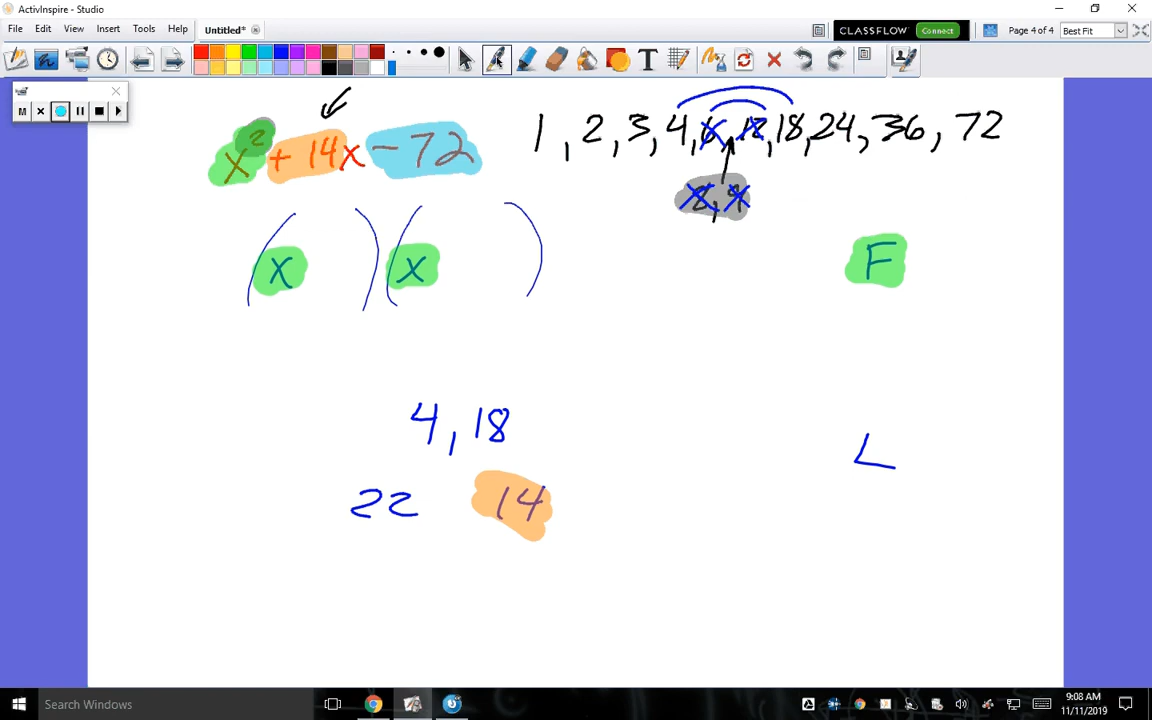 ActivInspire - Studio
File Edit View Insert Tools Help Untitled* CLASSFLOW Connect Page 4 of 4 Best Fit
M
x² + 14x - 72
1, 2, 3, 4, 6, 12, 18, 24, 36, 72
8, 9
( x ) ( x )
F
4, 18
L
22 14
Search Windows
9:08 AM
11/11/2019